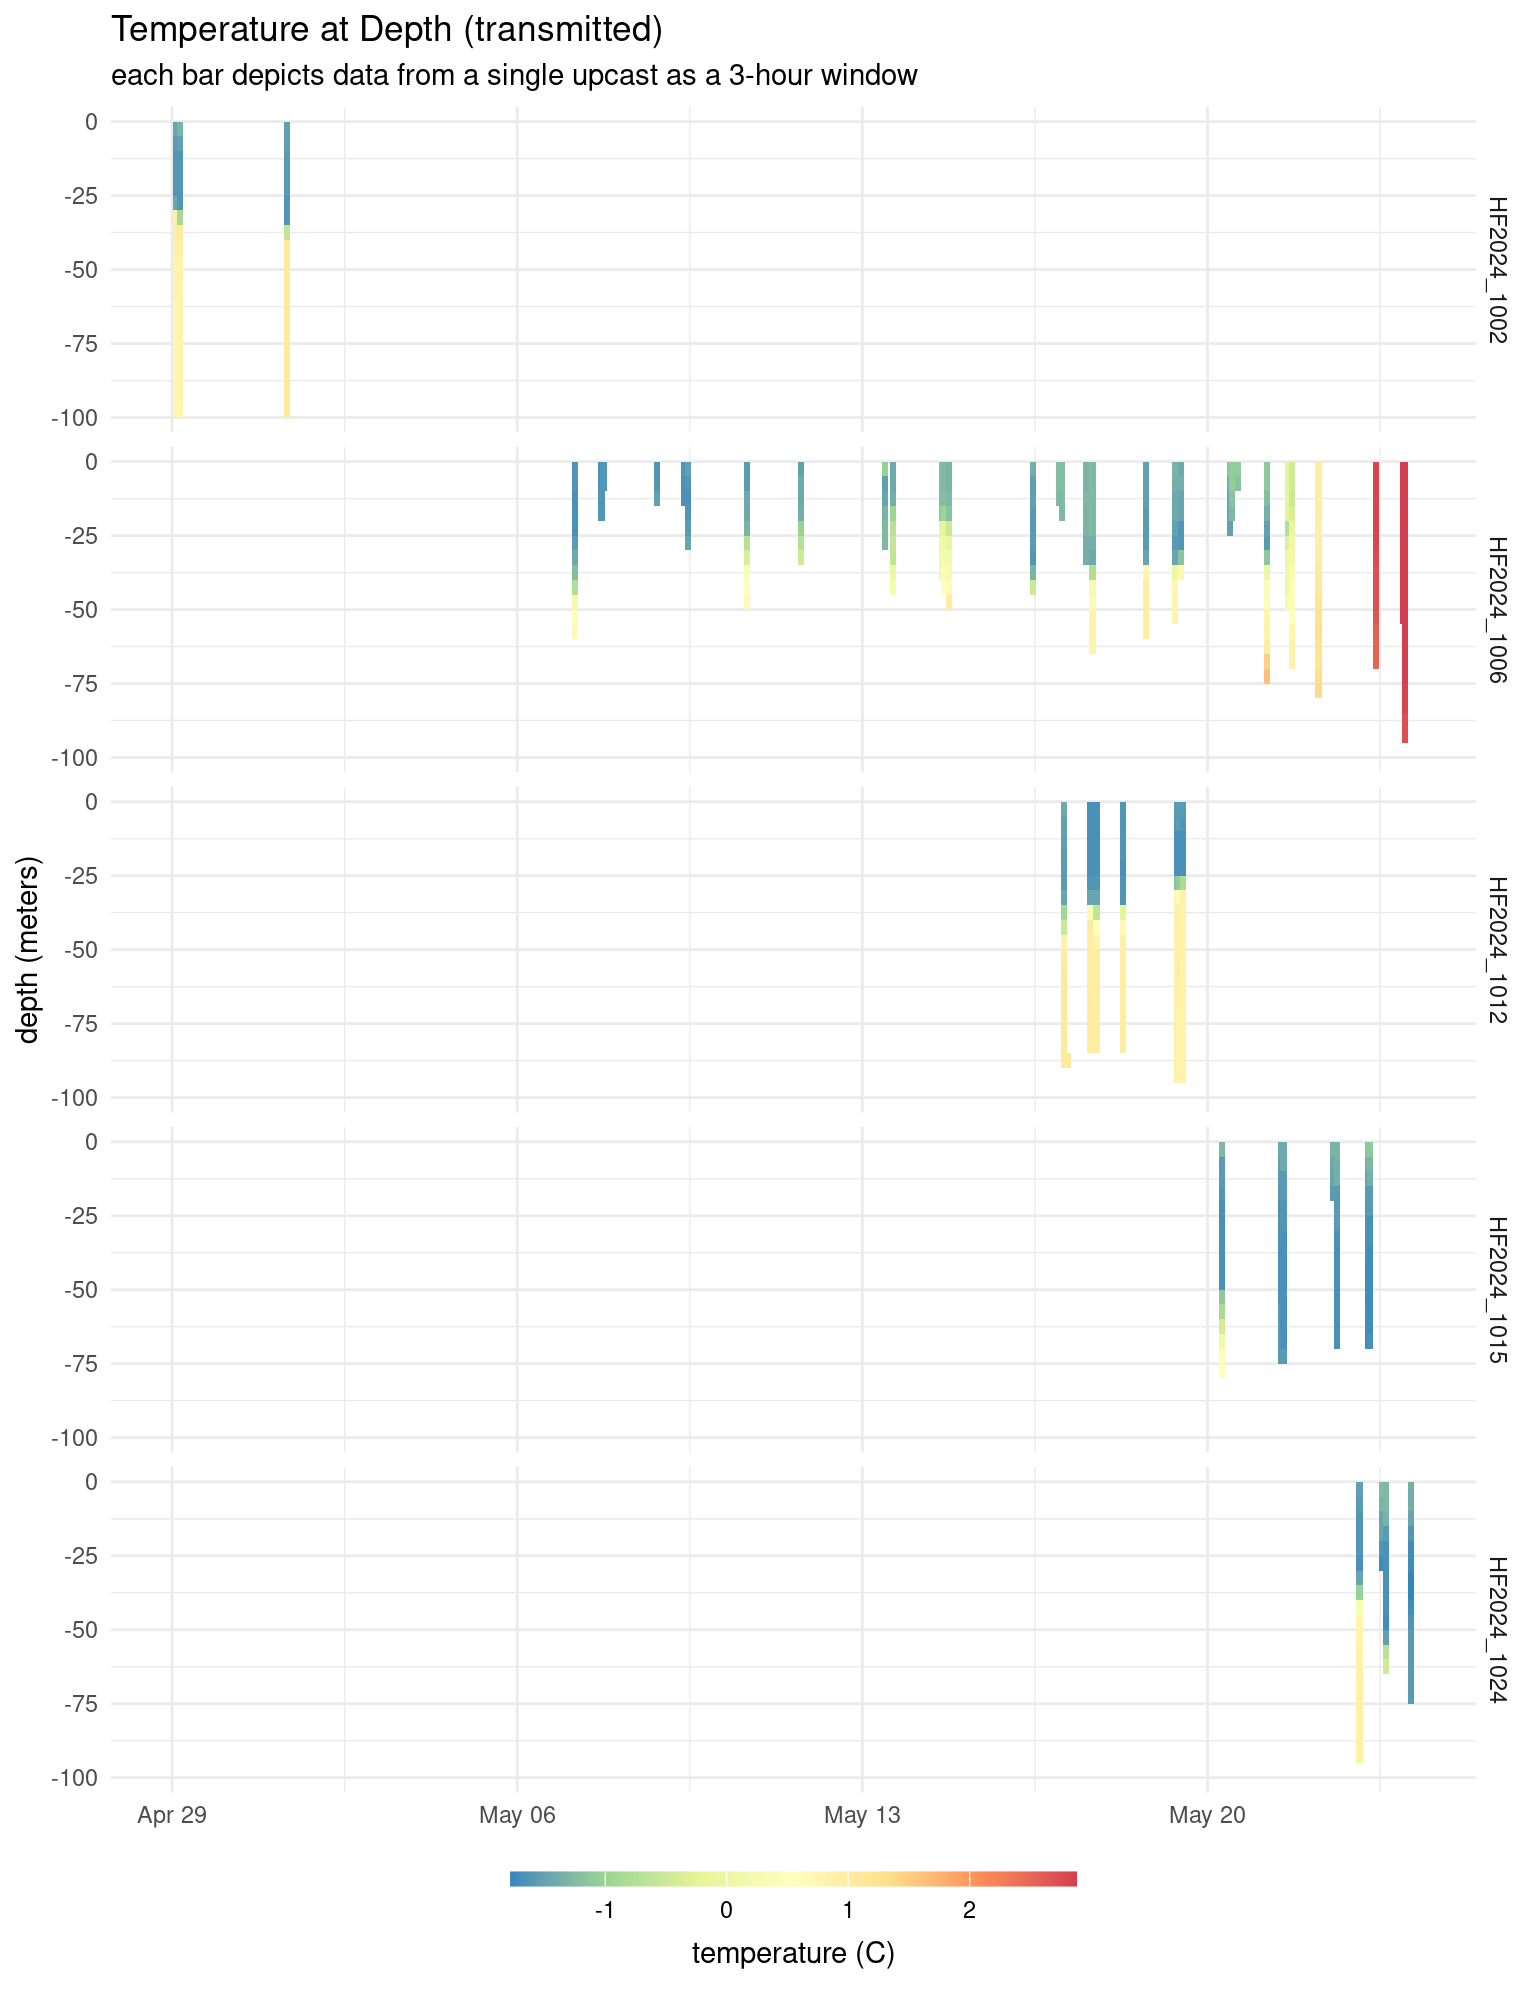 Temperature at Depth (transmitted)
each bar depicts data from a single upcast as a 3-hour window
depth (meters)
0
-25
-50
-75
-100
HF2024_1002
0
-25
-50
-75
-100
HF2024_1006
0
-25
-50
-75
-100
HF2024_1012
0
-25
-50
-75
-100
HF2024_1015
0
-25
-50
-75
-100
HF2024_1024
Apr 29 May 06 May 13 May 20
-1 0 1 2
temperature (C)